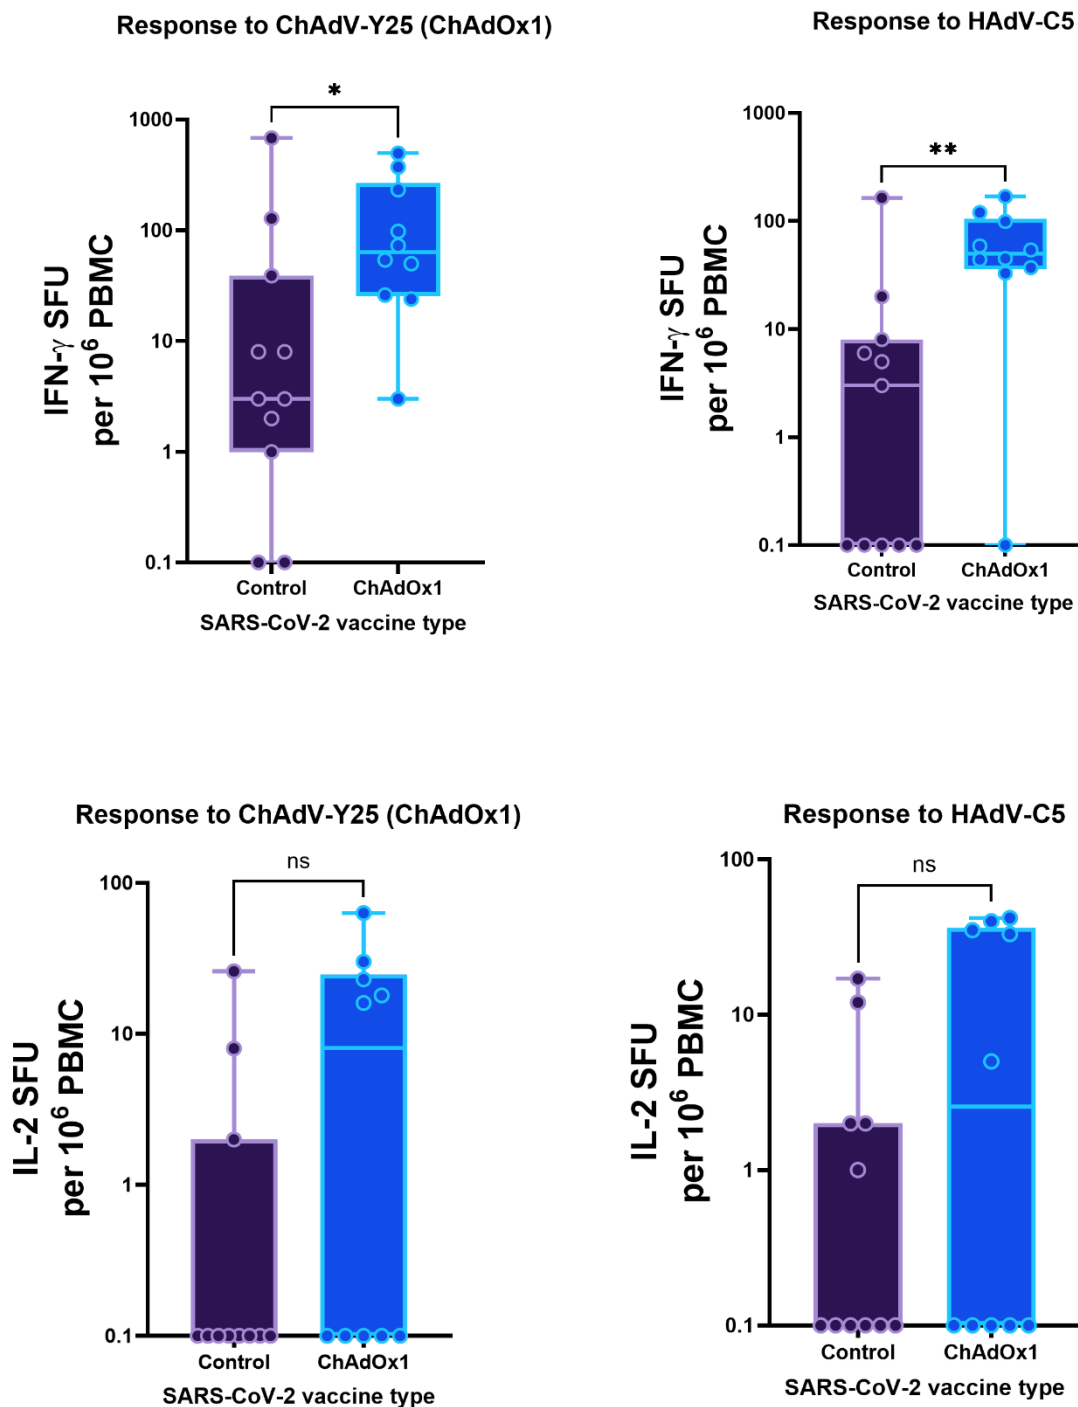 Response to ChAdV-Y25 (ChAdOx1)
*
1000
100
10
1
0.1
IFN-γ SFU
per 10⁶ PBMC
Control
ChAdOx1
SARS-CoV-2 vaccine type
Response to HAdV-C5
**
1000
100
10
1
0.1
IFN-γ SFU
per 10⁶ PBMC
Control
ChAdOx1
SARS-CoV-2 vaccine type
Response to ChAdV-Y25 (ChAdOx1)
ns
100
10
1
0.1
IL-2 SFU
per 10⁶ PBMC
Control
ChAdOx1
SARS-CoV-2 vaccine type
Response to HAdV-C5
ns
100
10
1
0.1
IL-2 SFU
per 10⁶ PBMC
Control
ChAdOx1
SARS-CoV-2 vaccine type